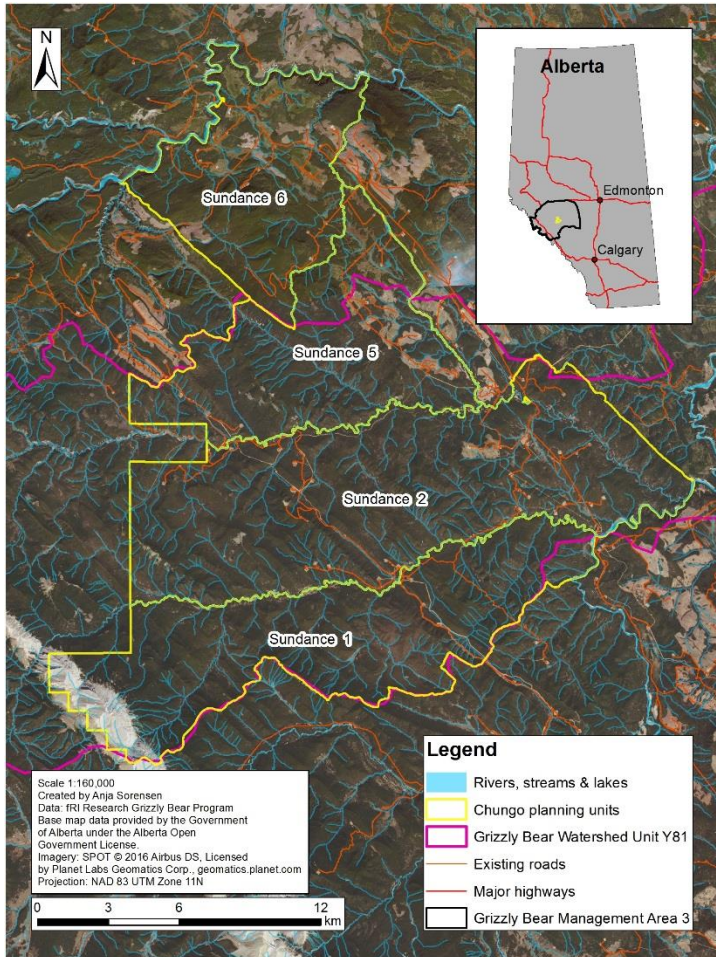 N
Alberta
Edmonton
Calgary
Sundance 6
Sundance 5
Sundance 2
Sundance 1
Legend
Rivers, streams & lakes
Chungo planning units
Grizzly Bear Watershed Unit Y81
Existing roads
Major highways
Grizzly Bear Management Area 3
Scale 1:160,000
Created by Anja Sorensen
Data: fRI Research Grizzly Bear Program
Base map data provided by the Government
of Alberta under the Alberta Open
Government License.
Imagery: SPOT © 2016 Airbus DS, Licensed
by Planet Labs Geomatics Corp., geomatics.planet.com
Projection: NAD 83 UTM Zone 11N
0 3 6 12
km